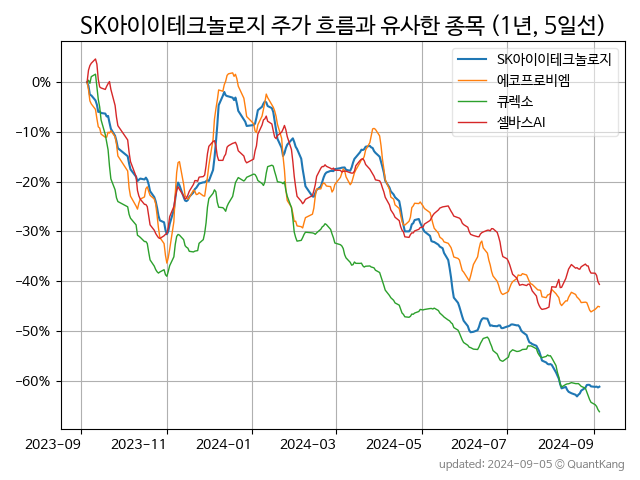 SK아이이테크놀로지 주가 흐름과 유사한 종목 (1년, 5일선)
SK아이이테크놀로지
에코프로비엠
큐렉소
셀바스AI
0%
−10%
−20%
−30%
−40%
−50%
−60%
2023-09 2023-11 2024-01 2024-03 2024-05 2024-07 2024-09
updated: 2024-09-05 © QuantKang